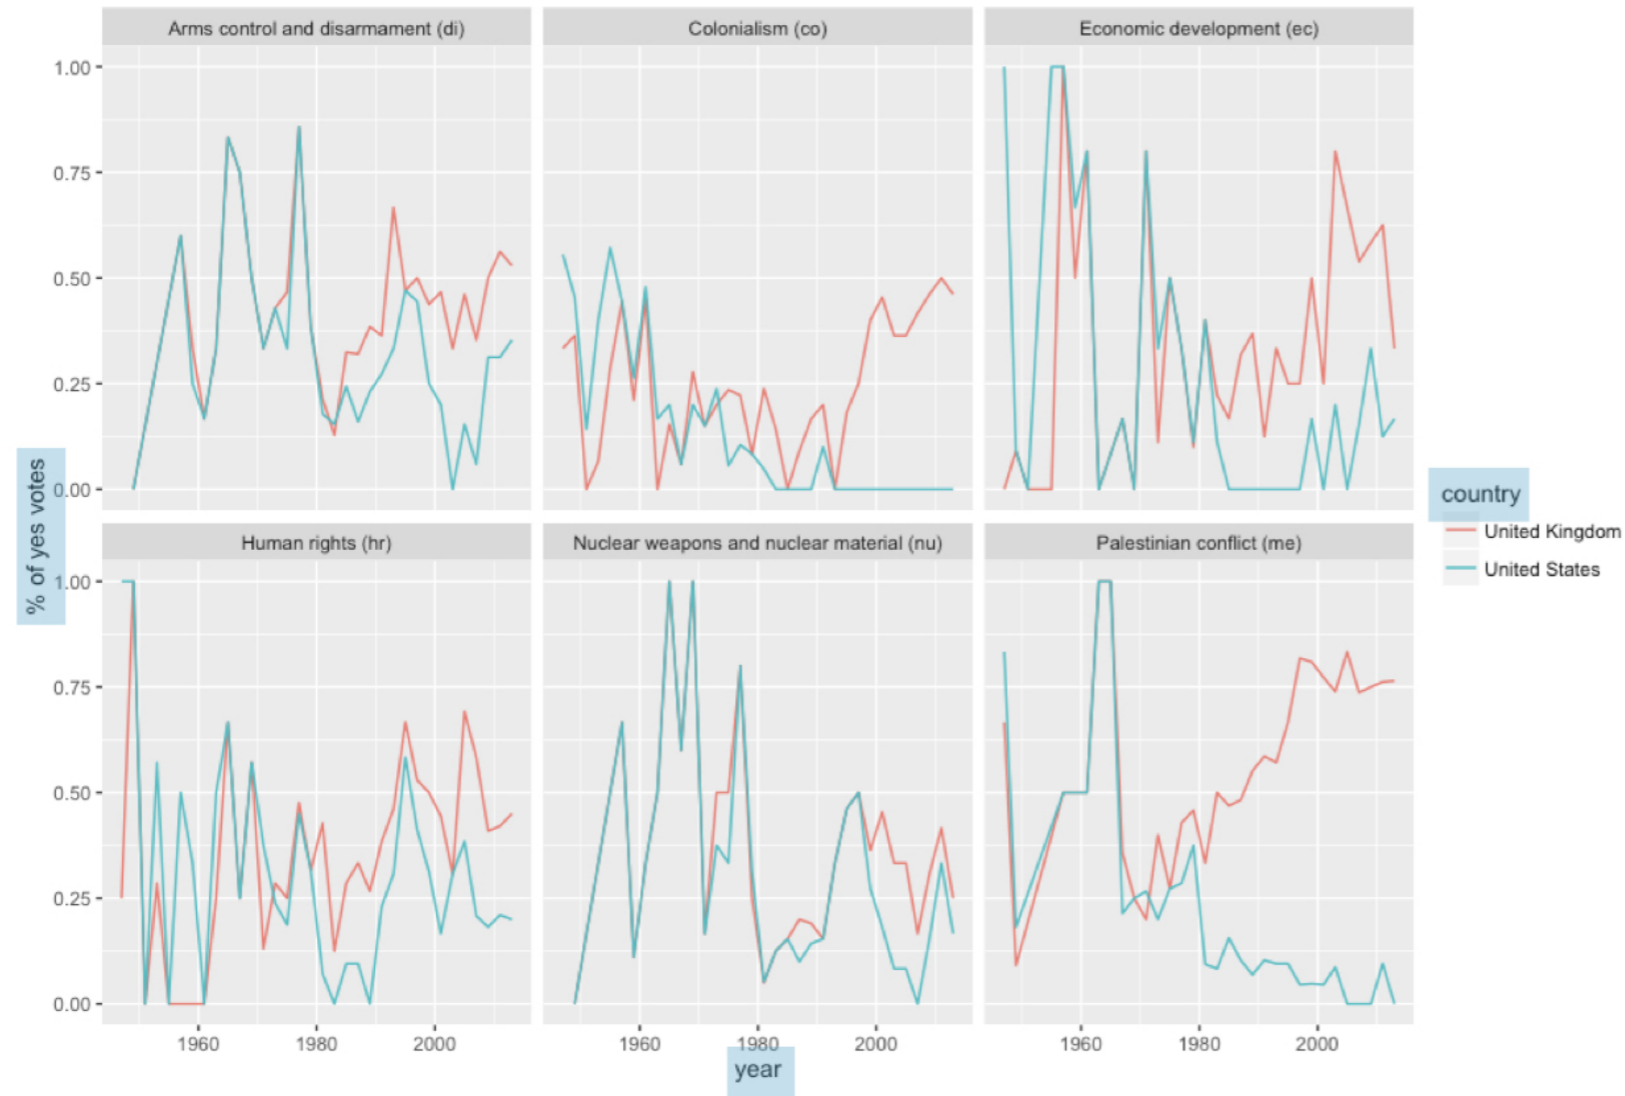 Arms control and disarmament (di)
Colonialism (co)
Economic development (ec)
1.00
0.75
0.50
0.25
0.00
% of yes votes
Human rights (hr)
Nuclear weapons and nuclear material (nu)
Palestinian conflict (me)
1.00
0.75
0.50
0.25
0.00
1960
1980
2000
1960
1980
2000
1960
1980
2000
year
country
United Kingdom
United States